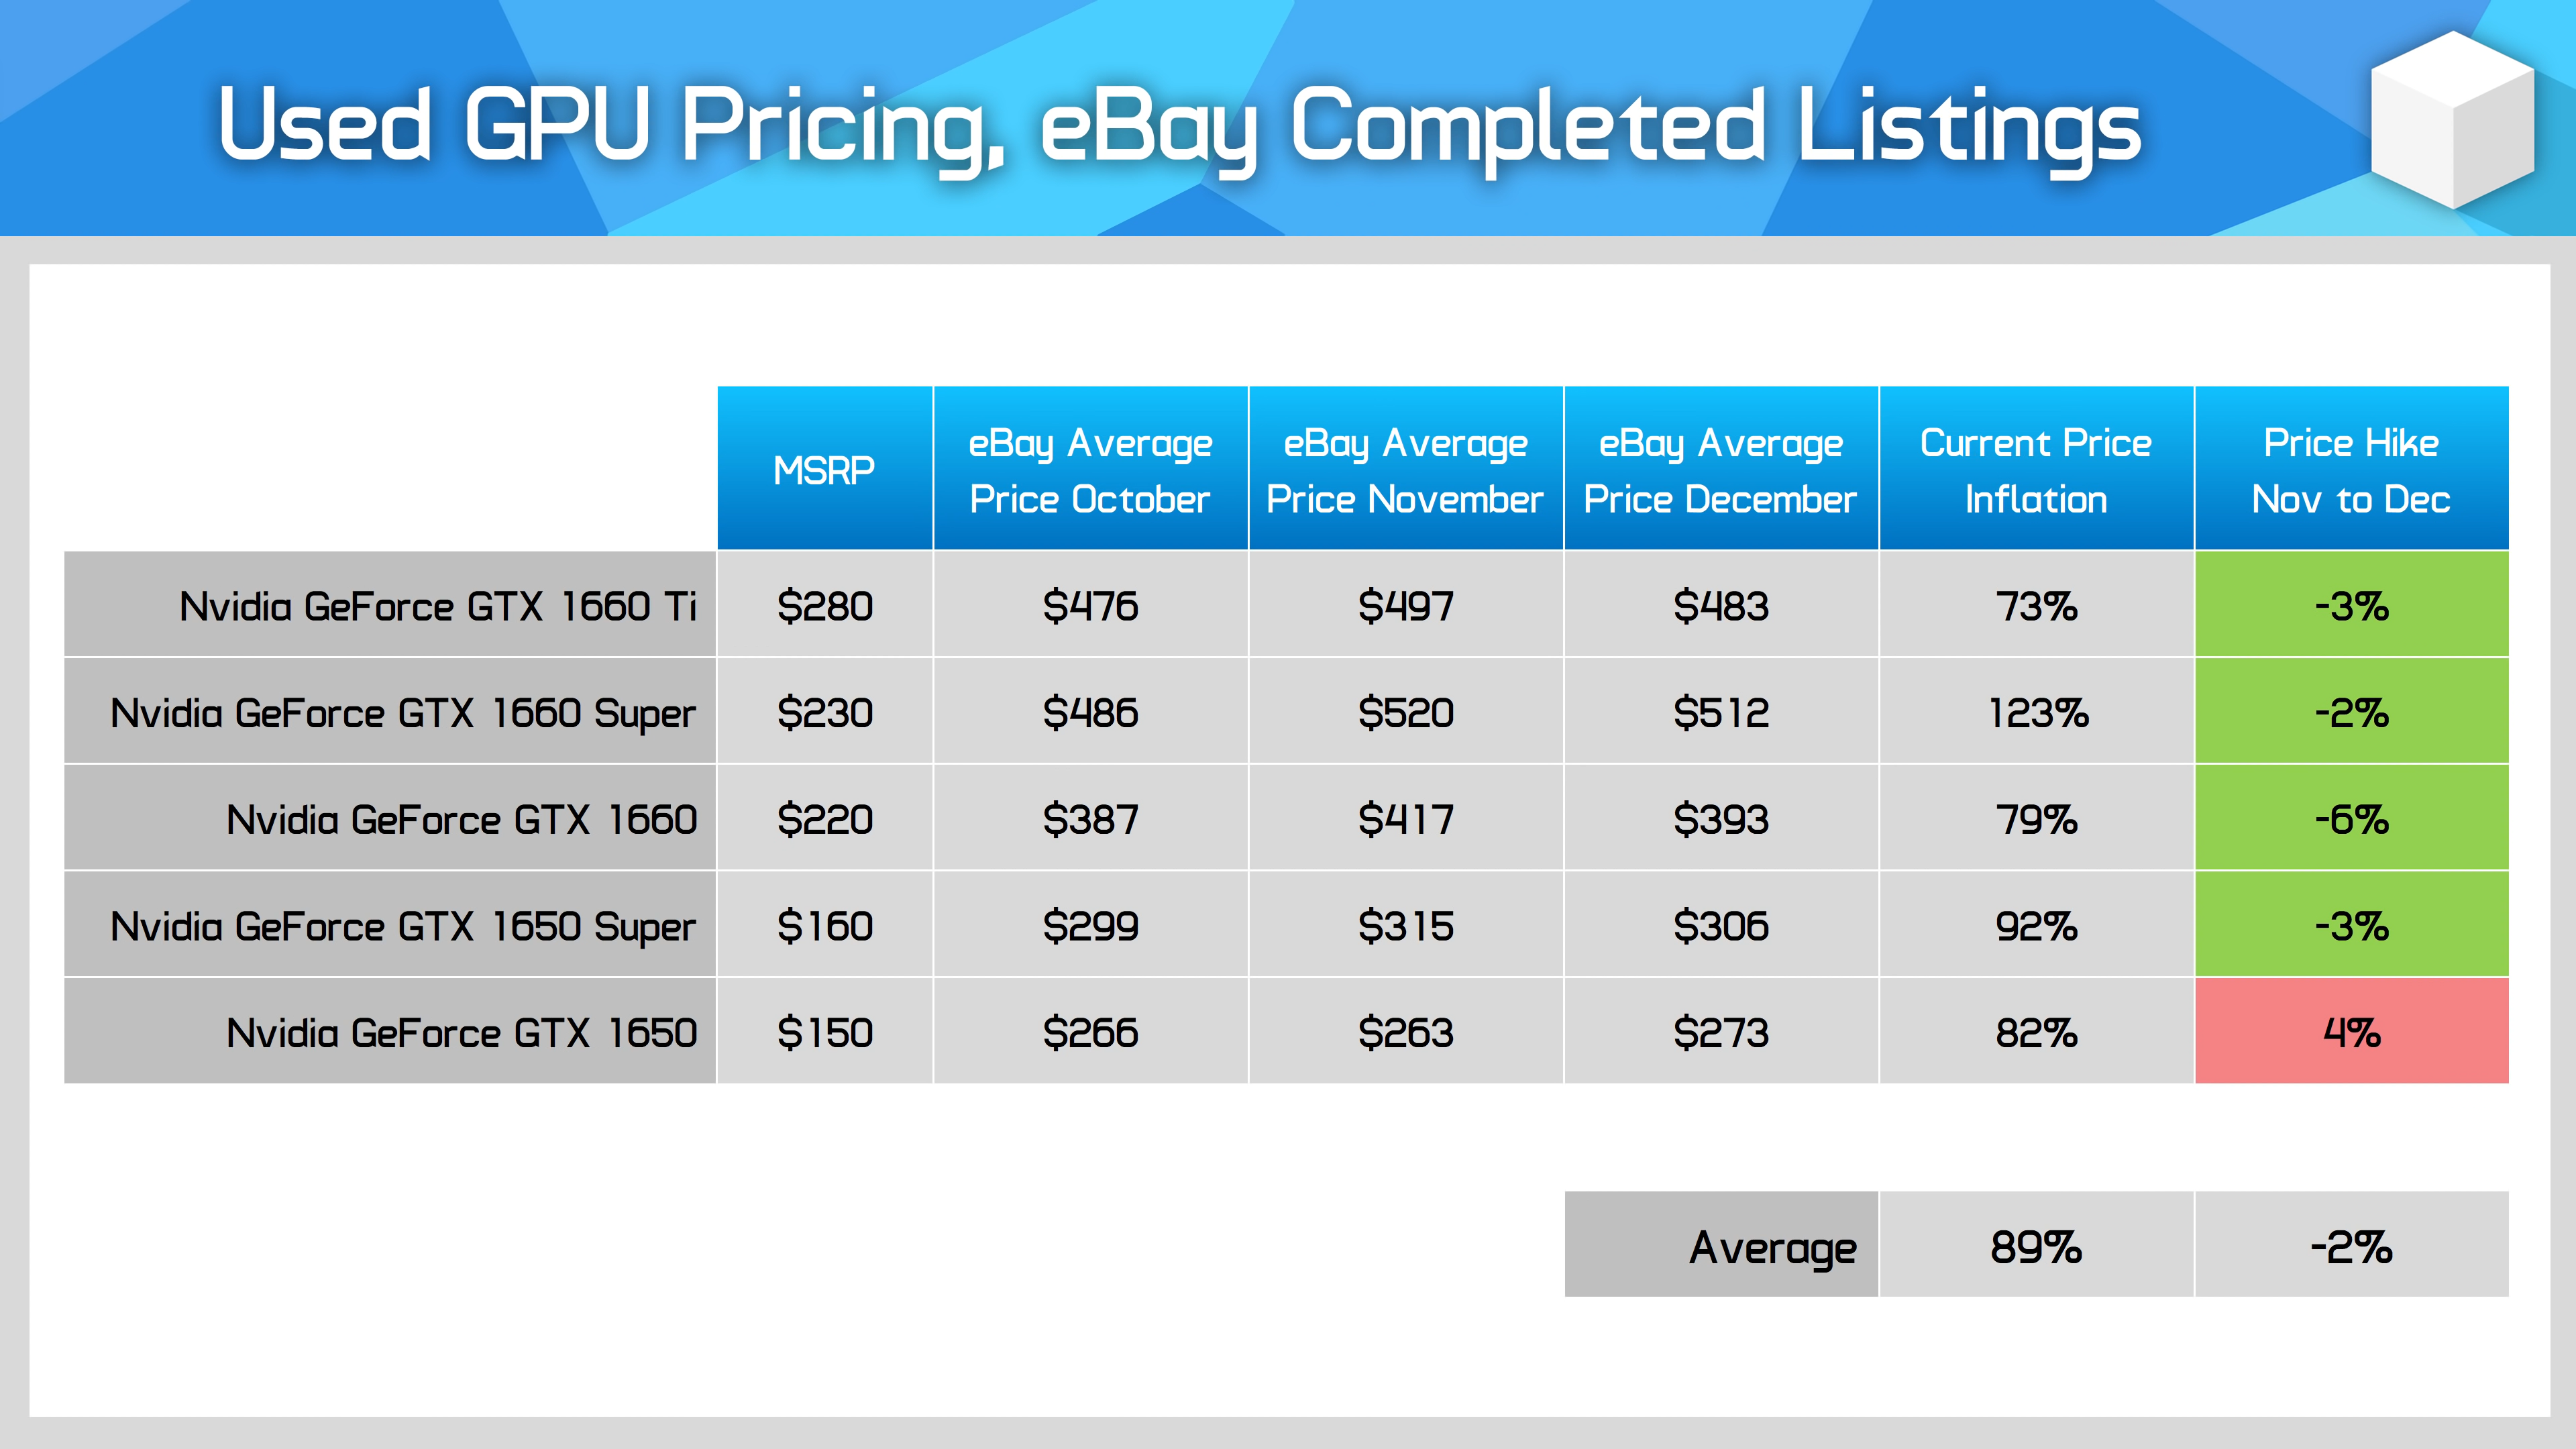 Used GPU Pricing, eBay Completed Listings
MSRP
eBay Average
Price October
eBay Average
Price November
eBay Average
Price December
Current Price
Inflation
Price Hike
Nov to Dec
Nvidia GeForce GTX 1660 Ti $280 $476 $497 $483 73% -3%
Nvidia GeForce GTX 1660 Super $230 $486 $520 $512 123% -2%
Nvidia GeForce GTX 1660 $220 $387 $417 $393 79% -6%
Nvidia GeForce GTX 1650 Super $160 $299 $315 $306 92% -3%
Nvidia GeForce GTX 1650 $150 $266 $263 $273 82% 4%
Average 89% -2%